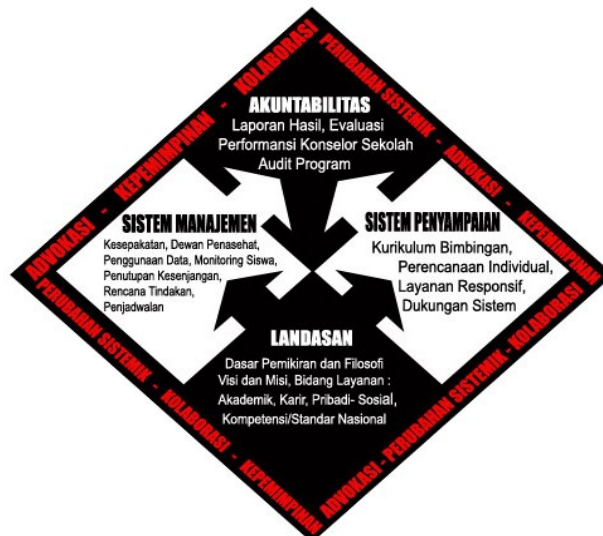 ADVOKASI - KEPEMIMPINAN - KOLABORASI
PERUBAHAN SISTEMIK - ADVOKASI - KEPEMIMPINAN
AKUNTABILITAS
Laporan Hasil, Evaluasi
Performansi Konselor Sekolah
Audit Program
SISTEM MANAJEMEN
Kesepakatan, Dewan Penasehat,
Penggunaan Data, Monitoring Siswa,
Penutupan Kesenjangan,
Rencana Tindakan,
Penjadwalan
SISTEM PENYAMPAIAN
Kurikulum Bimbingan,
Perencanaan Individual,
Layanan Responsif,
Dukungan Sistem
LANDASAN
Dasar Pemikiran dan Filosofi
Visi dan Misi, Bidang Layanan :
Akademik, Karir, Pribadi- Sosial,
Kompetensi/Standar Nasional
PERUBAHAN SISTEMIK - KOLABORASI - KEPEMIMPINAN
ADVOKASI - PERUBAHAN SISTEMIK - KOLABORASI